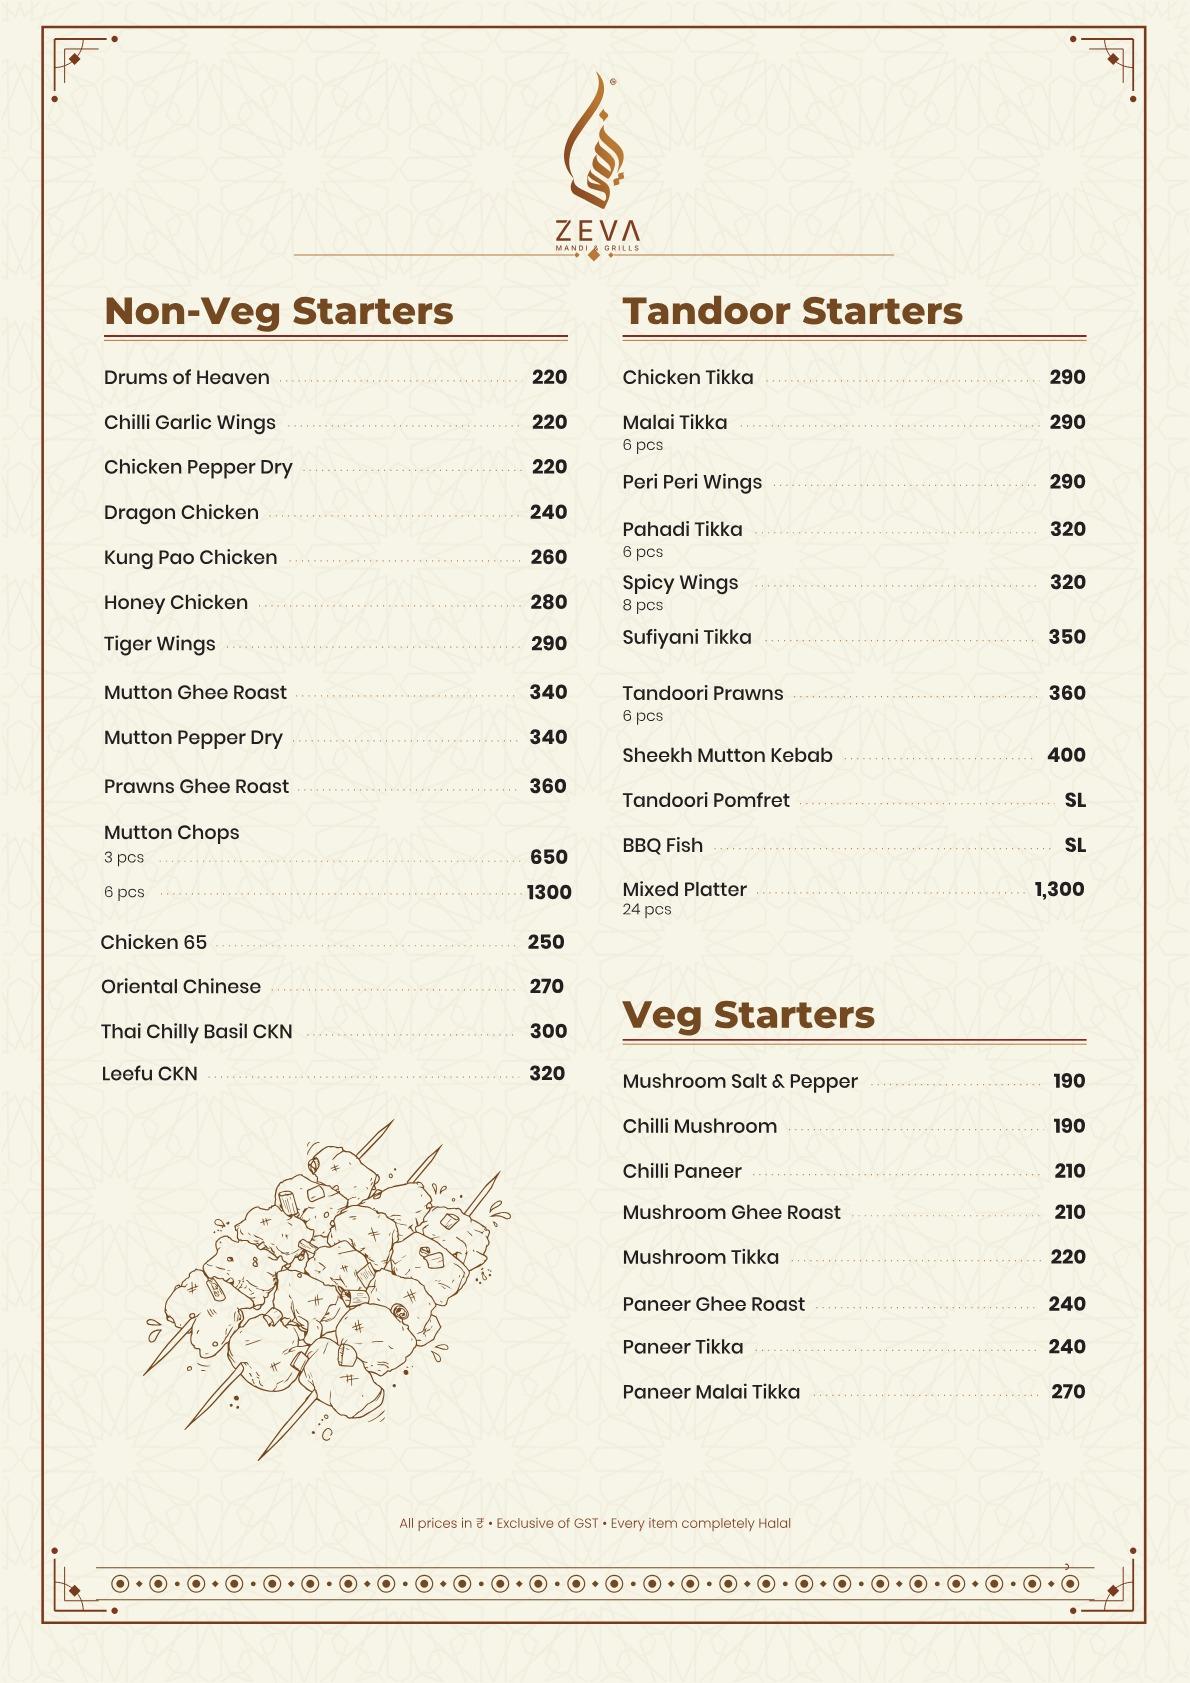 ZEVA
MANDI & GRILLS
Non-Veg Starters
Drums of Heaven 220
Chilli Garlic Wings 220
Chicken Pepper Dry 220
Dragon Chicken 240
Kung Pao Chicken 260
Honey Chicken 280
Tiger Wings 290
Mutton Ghee Roast 340
Mutton Pepper Dry 340
Prawns Ghee Roast 360
Mutton Chops
3 pcs 650
6 pcs 1300
Chicken 65 250
Oriental Chinese 270
Thai Chilly Basil CKN 300
Leefu CKN 320
Tandoor Starters
Chicken Tikka 290
Malai Tikka 290
6 pcs
Peri Peri Wings 290
Pahadi Tikka 320
6 pcs
Spicy Wings 320
8 pcs
Sufiyani Tikka 350
Tandoori Prawns 360
6 pcs
Sheekh Mutton Kebab 400
Tandoori Pomfret SL
BBQ Fish SL
Mixed Platter 1,300
24 pcs
Veg Starters
Mushroom Salt & Pepper 190
Chilli Mushroom 190
Chilli Paneer 210
Mushroom Ghee Roast 210
Mushroom Tikka 220
Paneer Ghee Roast 240
Paneer Tikka 240
Paneer Malai Tikka 270
All prices in ₹ • Exclusive of GST • Every item completely Halal